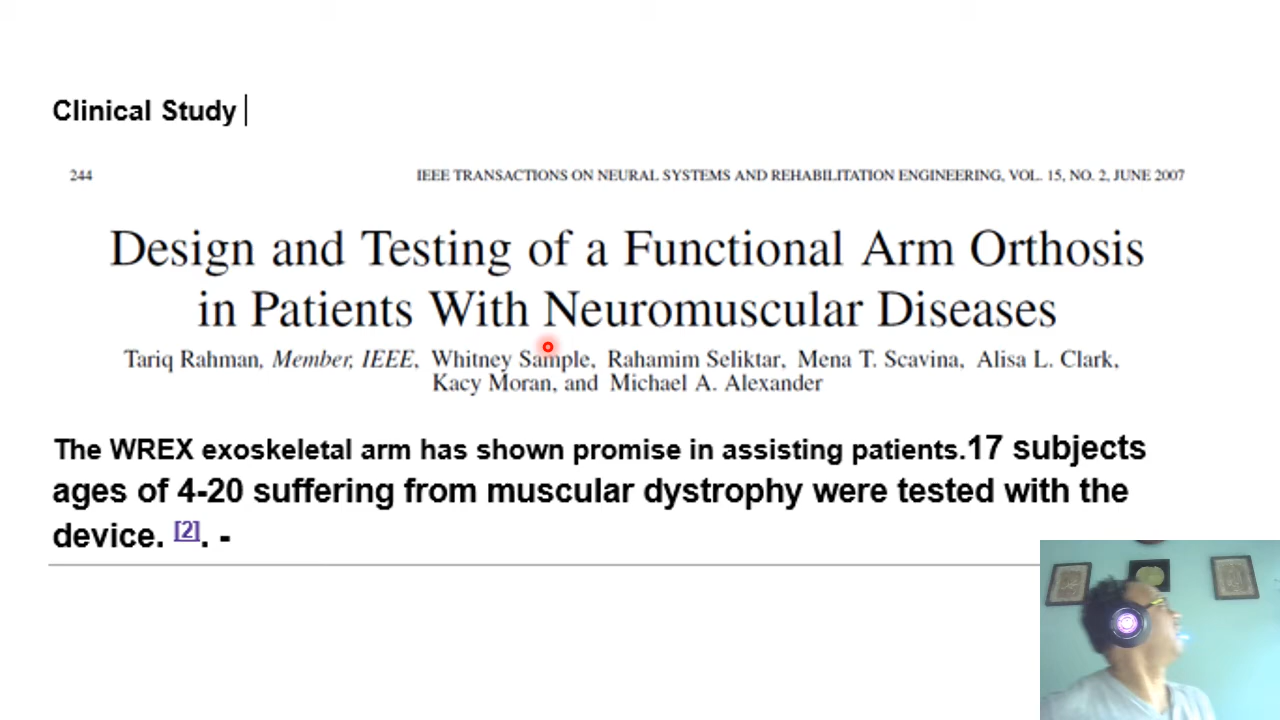 Clinical Study
244 IEEE TRANSACTIONS ON NEURAL SYSTEMS AND REHABILITATION ENGINEERING, VOL. 15, NO. 2, JUNE 2007
Design and Testing of a Functional Arm Orthosis
in Patients With Neuromuscular Diseases
Tariq Rahman, Member, IEEE, Whitney Sample, Rahamim Seliktar, Mena T. Scavina, Alisa L. Clark,
Kacy Moran, and Michael A. Alexander
The WREX exoskeletal arm has shown promise in assisting patients.17 subjects
ages of 4-20 suffering from muscular dystrophy were tested with the
device. [2]. -